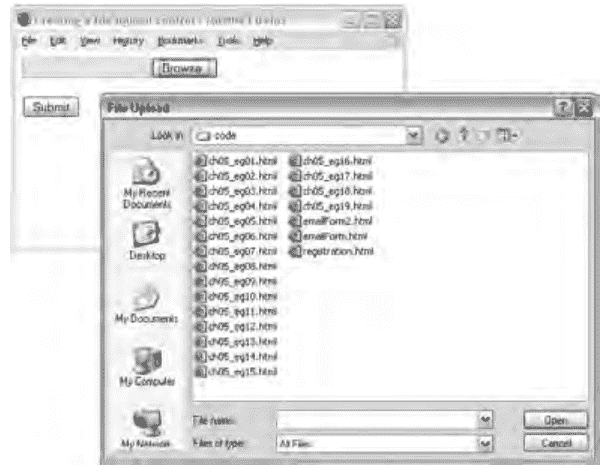 Creating a file upload control - Mozilla Firefox
File Edit View History Bookmarks Tools Help
Browse
Submit
File Upload
Look in code
ch05_eg01.html ch05_eg16.html
ch05_eg02.html ch05_eg17.html
ch05_eg03.html ch05_eg18.html
ch05_eg04.html ch05_eg19.html
ch05_eg05.html emailForm2.html
ch05_eg06.html emailForm.html
ch05_eg07.html registration.html
ch05_eg08.html
ch05_eg09.html
ch05_eg10.html
ch05_eg11.html
ch05_eg12.html
ch05_eg13.html
ch05_eg14.html
ch05_eg15.html
My Recent
Documents
Desktop
My Documents
My Computer
My Network
File name:
Open
Files of type: All Files
Cancel